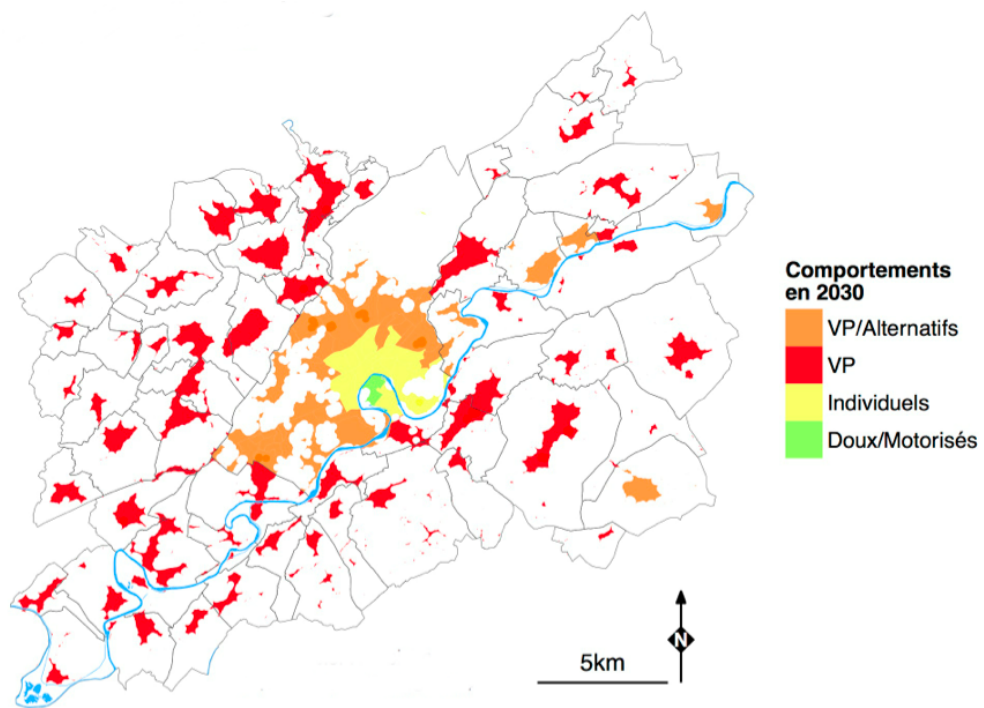 Comportements
en 2030
VP/Alternatifs
VP
Individuels
Doux/Motorisés
N
5km